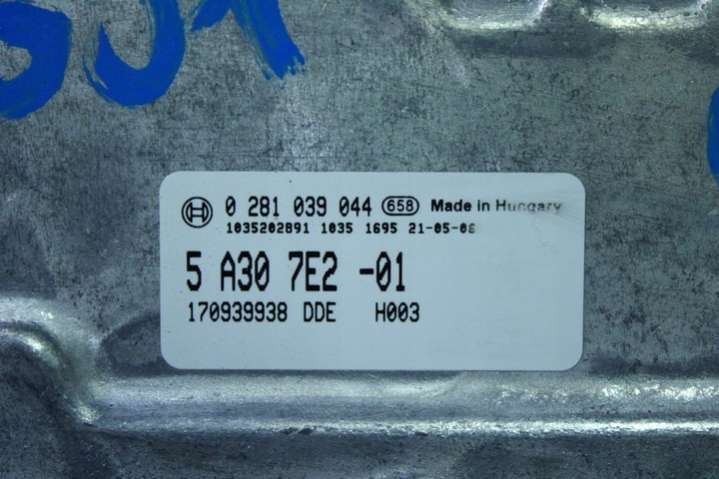 0 281 039 044 658 Made in Hungary
1035202891 1035 1695 21-05-06
5 A30 7E2 -01
170939938 DDE H003